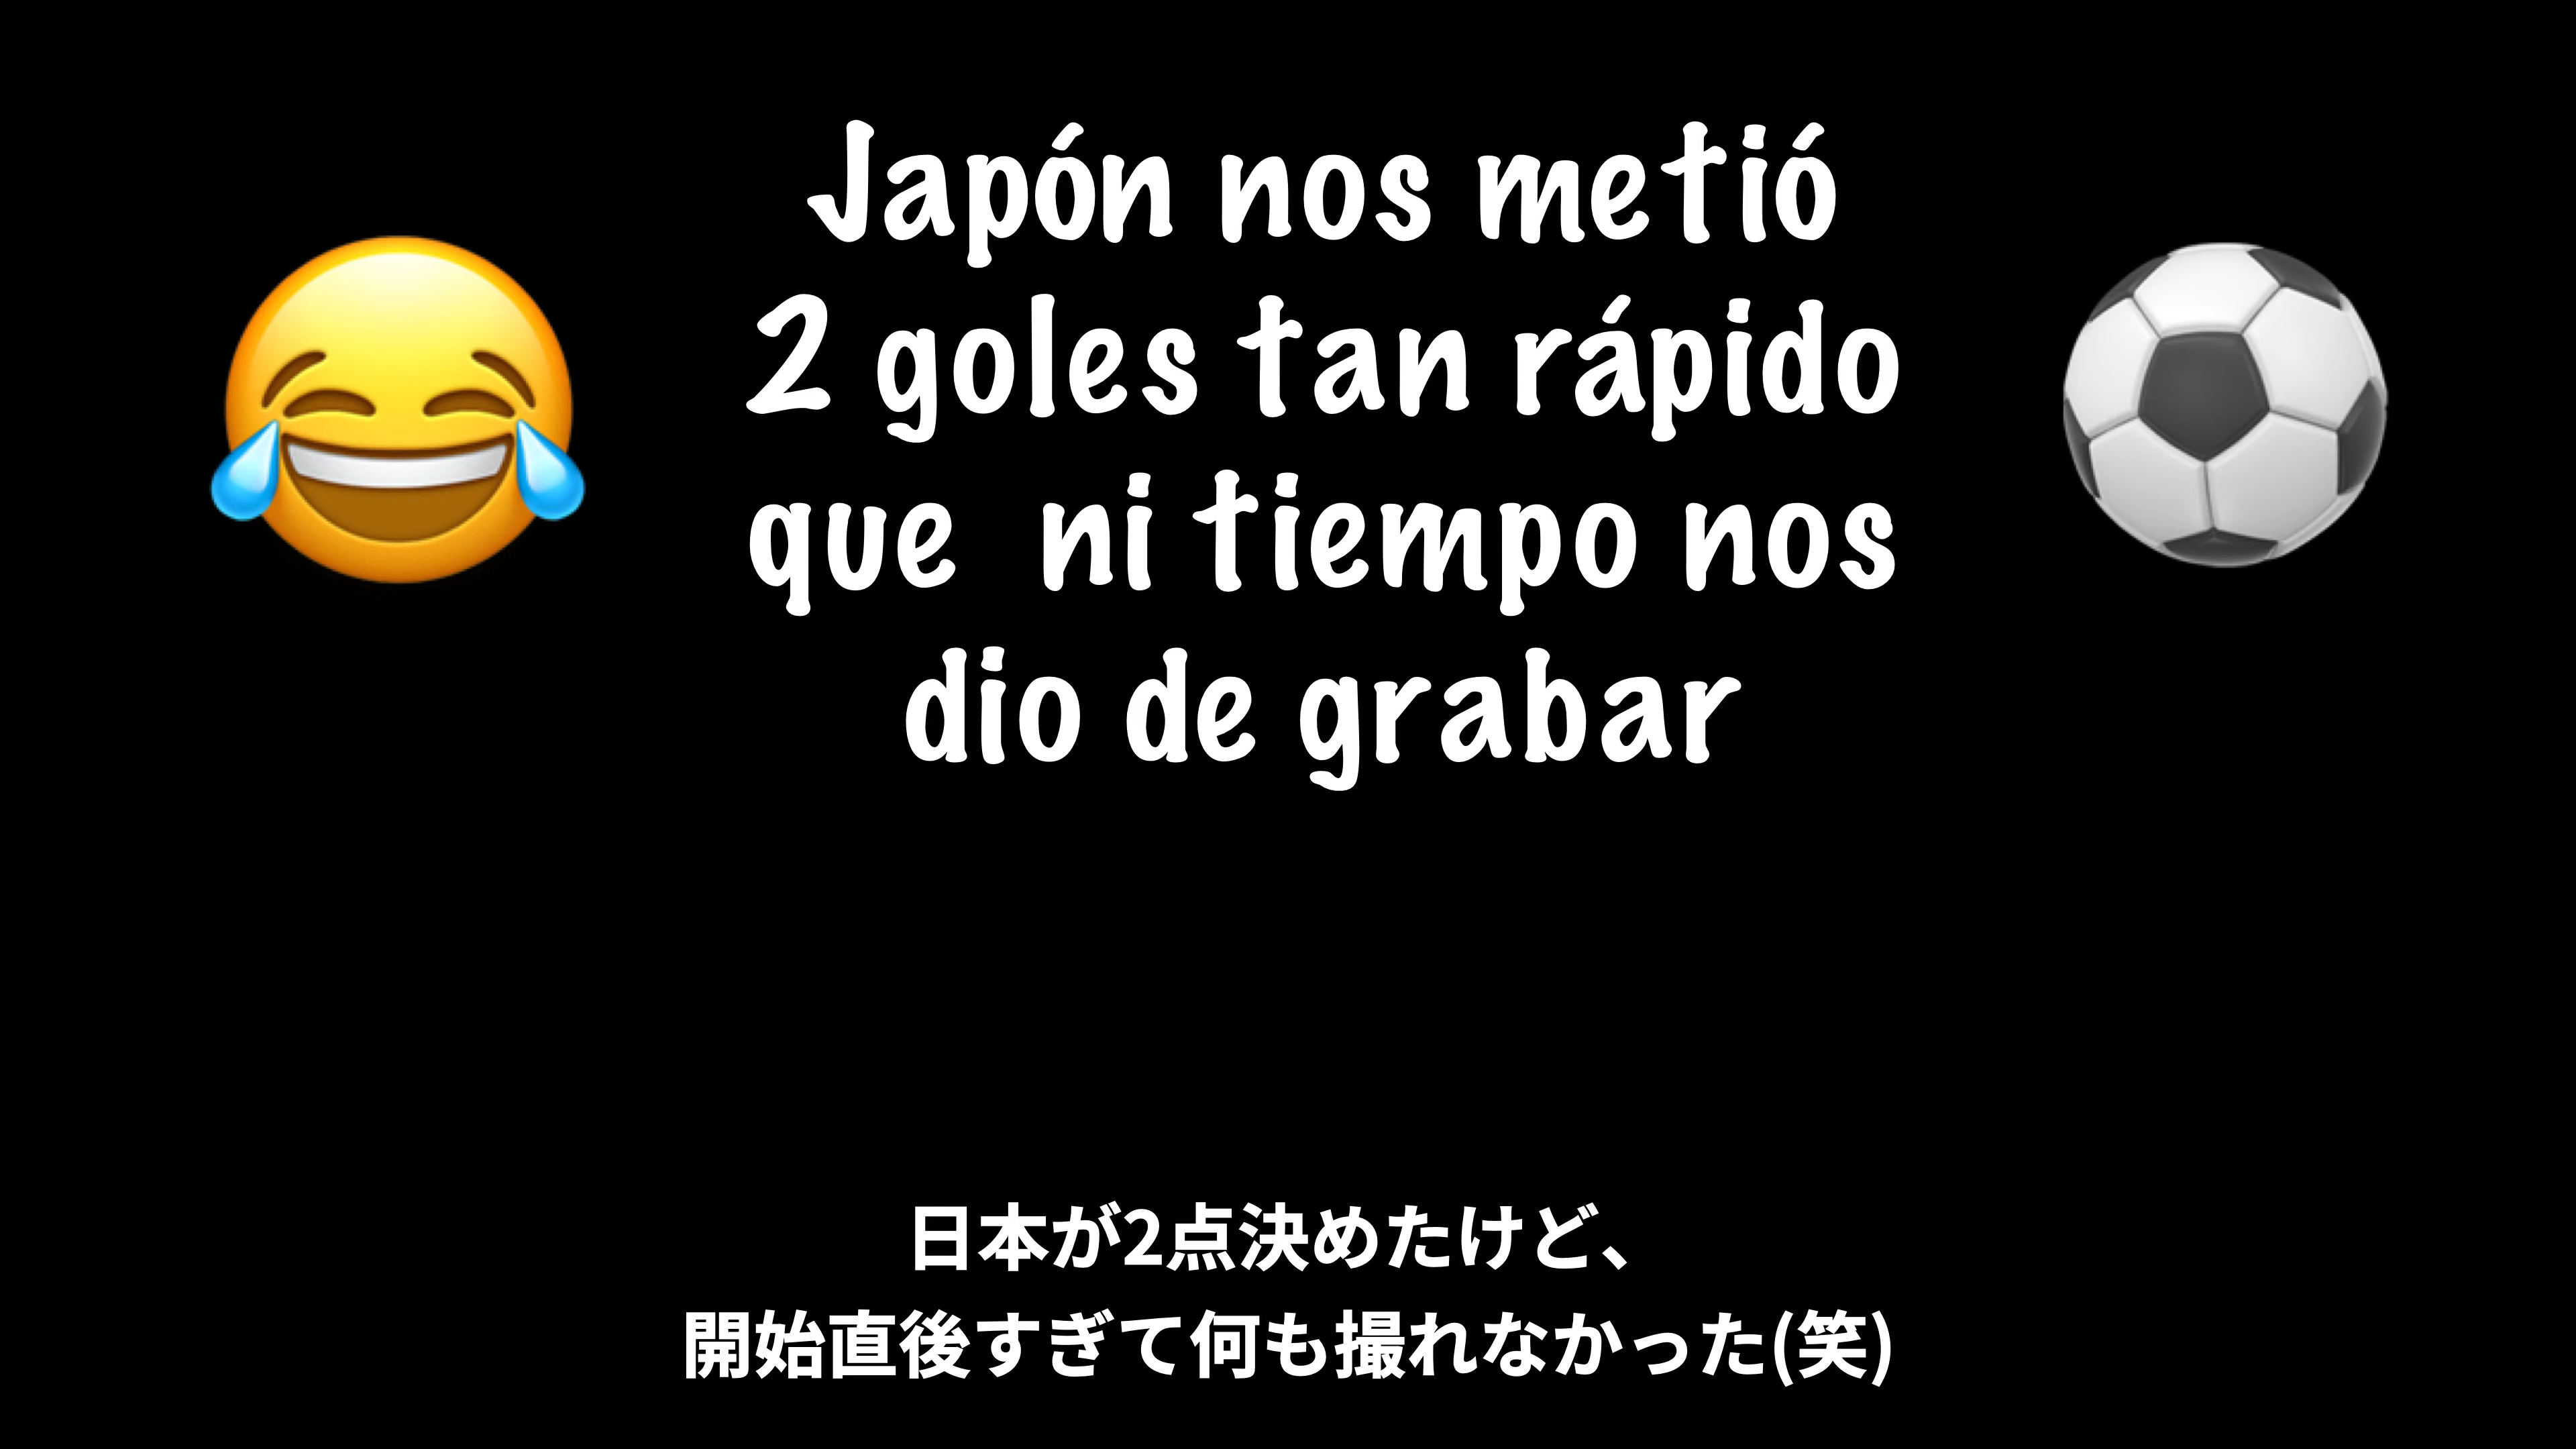 Japón nos metió
2 goles tan rápido
que  ni tiempo nos
dio de grabar
日本が2点決めたけど、
開始直後すぎて何も撮れなかった(笑)